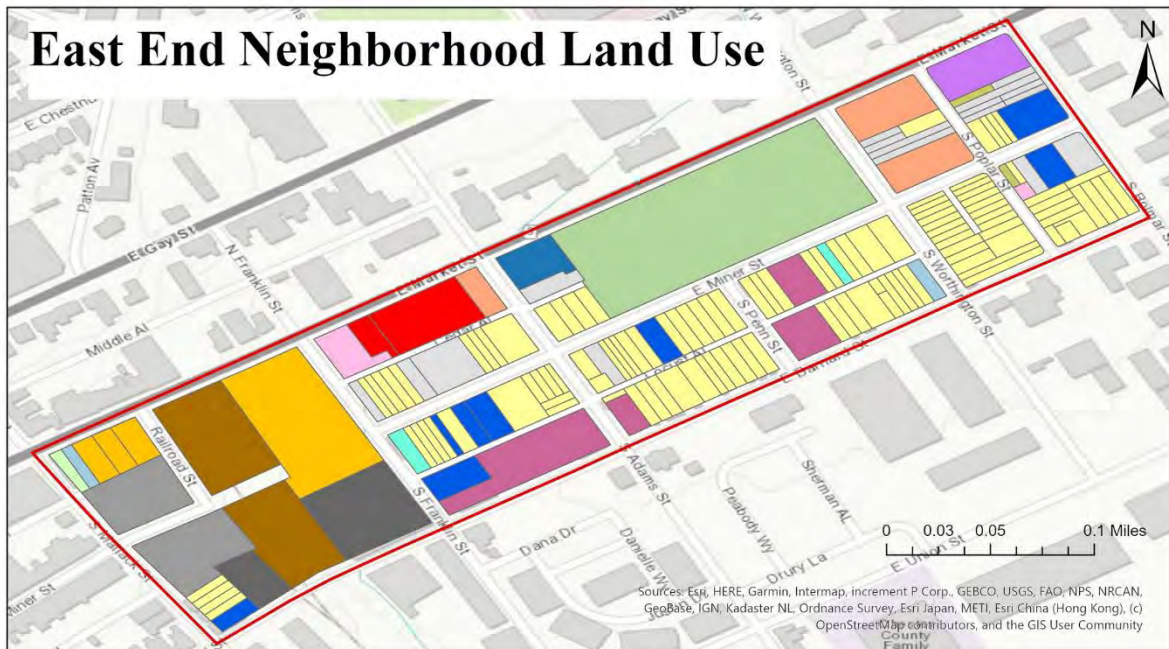 East End Neighborhood Land Use
N
E Market St
E Gay St
Patton Av
N Franklin St
E Market St
Middle Al
E Miner St
S Poplar St
S Bolmar St
S Worthington St
S Penn St
E Barnard St
Railroad St
S Matlack St
S Franklin St
S Adams St
Sherman AL
Peabody Wy
Dana Dr
Drury La
E Union St
Miner St
0 0.03 0.05 0.1 Miles
Sources: Esri, HERE, Garmin, Intermap, increment P Corp., GEBCO, USGS, FAO, NPS, NRCAN,
GeoBase, IGN, Kadaster NL, Ordnance Survey, Esri Japan, METI, Esri China (Hong Kong), (c)
OpenStreetMap contributors, and the GIS User Community
County
Family